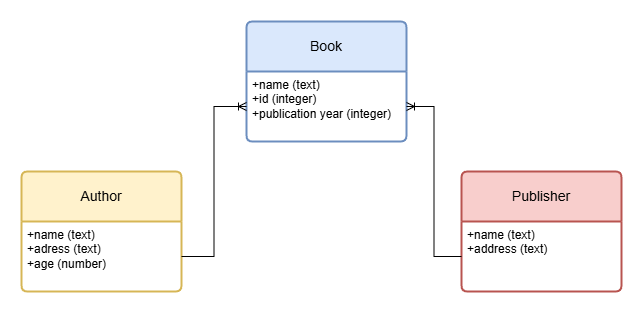 Book
+name (text)
+id (integer)
+publication year (integer)
Author
+name (text)
+adress (text)
+age (number)
Publisher
+name (text)
+address (text)